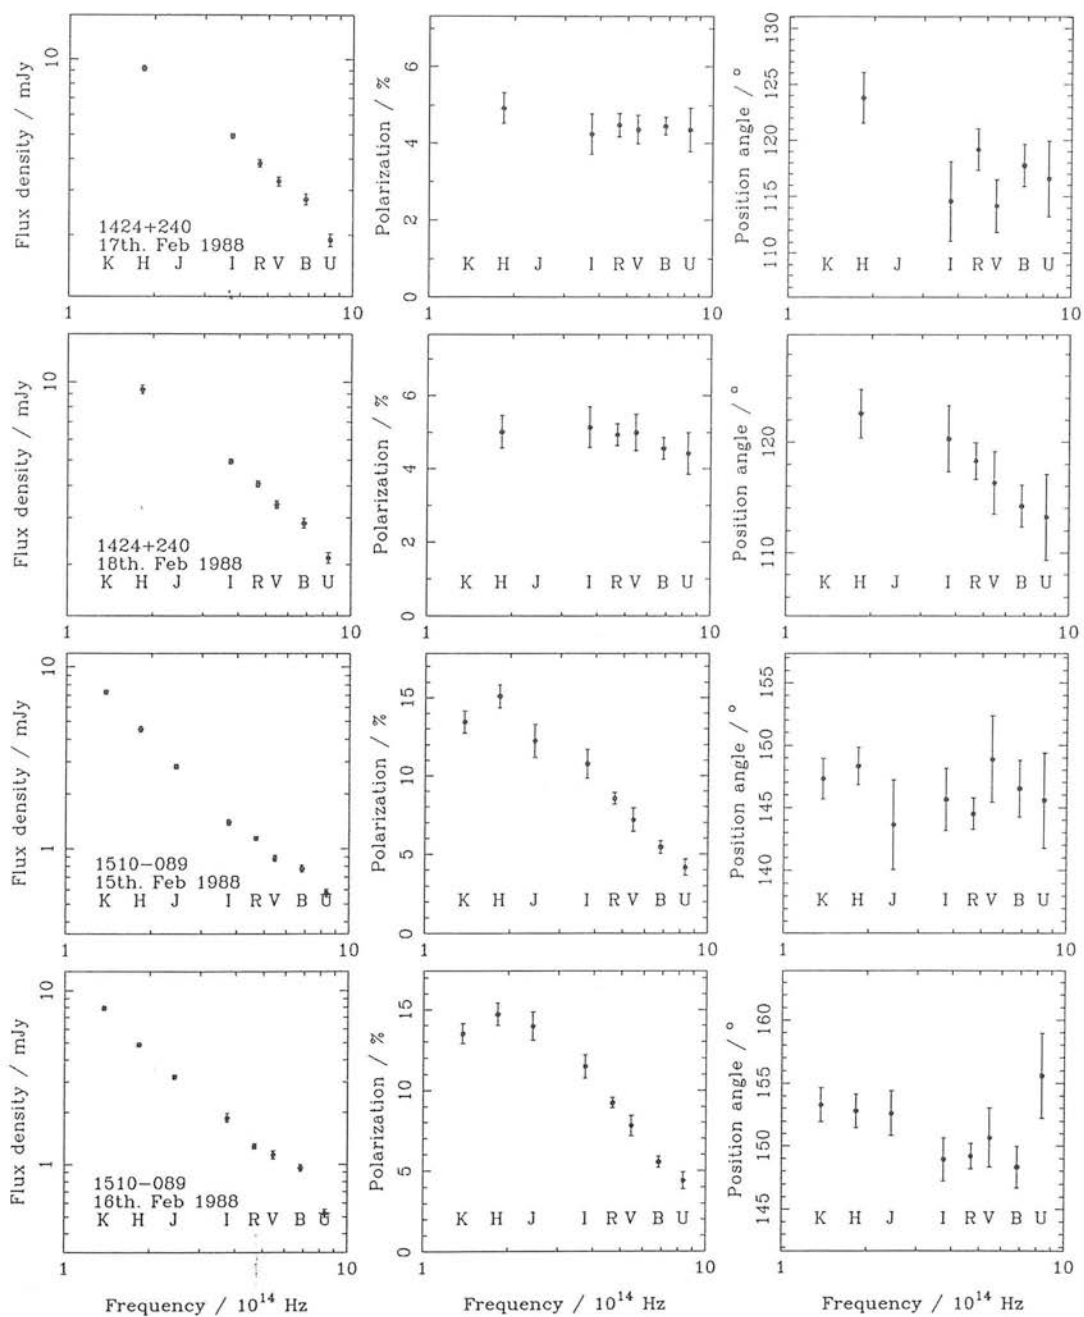 Flux density / mJy
10
1424+240
17th. Feb 1988
K H J I R V B U
1 10
Polarization / %
6
4
2
0
K H J I R V B U
1 10
Position angle / °
130
125
120
115
110
K H J I R V B U
1 10
Flux density / mJy
10
1424+240
18th. Feb 1988
K H J I R V B U
1 10
Polarization / %
6
4
2
0
K H J I R V B U
1 10
Position angle / °
120
110
K H J I R V B U
1 10
Flux density / mJy
10
1
1510-089
15th. Feb 1988
K H J I R V B U
1 10
Polarization / %
15
10
5
0
K H J I R V B U
1 10
Position angle / °
155
150
145
140
K H J I R V B U
1 10
Flux density / mJy
10
1
1510-089
16th. Feb 1988
K H J I R V B U
1 10
Frequency / 10¹⁴ Hz
Polarization / %
15
10
5
0
K H J I R V B U
1 10
Frequency / 10¹⁴ Hz
Position angle / °
160
155
150
145
K H J I R V B U
1 10
Frequency / 10¹⁴ Hz